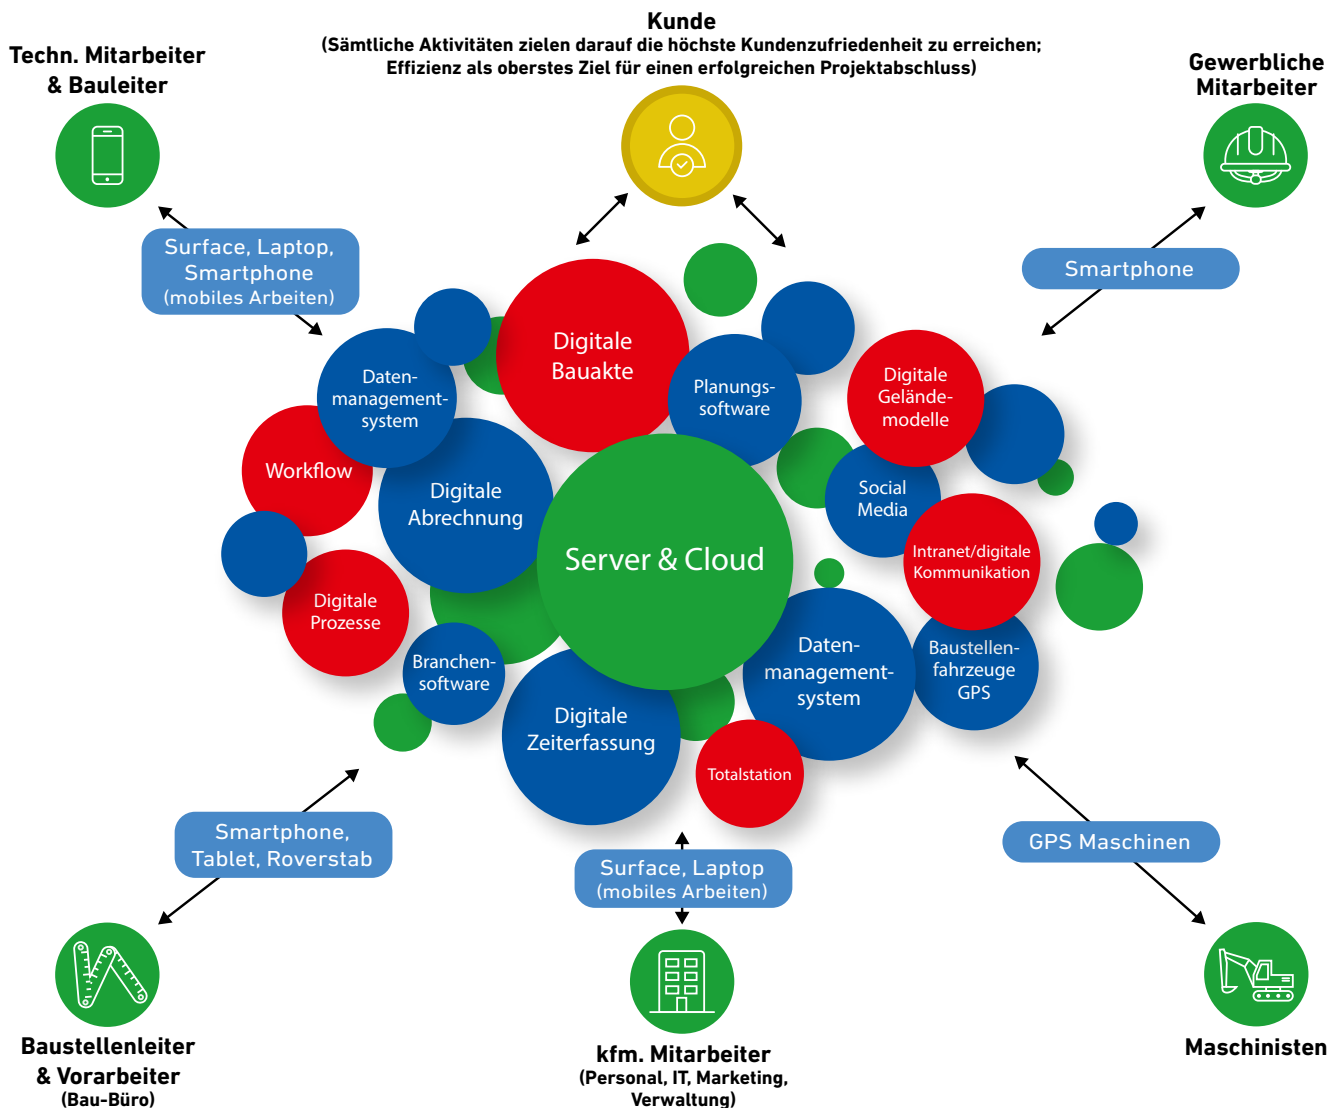 Kunde
(Sämtliche Aktivitäten zielen darauf die höchste Kundenzufriedenheit zu erreichen;
Effizienz als oberstes Ziel für einen erfolgreichen Projektabschluss)
Techn. Mitarbeiter
& Bauleiter
Gewerbliche
Mitarbeiter
Surface, Laptop,
Smartphone
(mobiles Arbeiten)
Smartphone
Digitale
Bauakte
Daten-
management-
system
Planungs-
software
Digitale
Gelände-
modelle
Workflow
Digitale
Abrechnung
Social
Media
Server & Cloud
Intranet/digitale
Kommunikation
Digitale
Prozesse
Branchen-
software
Daten-
management-
system
Baustellen-
fahrzeuge
GPS
Digitale
Zeiterfassung
Totalstation
Smartphone,
Tablet, Roverstab
Surface, Laptop
(mobiles Arbeiten)
GPS Maschinen
Baustellenleiter
& Vorarbeiter
(Bau-Büro)
kfm. Mitarbeiter
(Personal, IT, Marketing,
Verwaltung)
Maschinisten